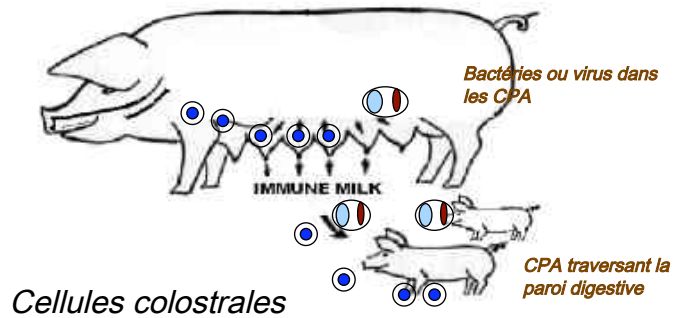 Bactéries ou virus dans
les CPA
IMMUNE MILK
CPA traversant la
paroi digestive
Cellules colostrales